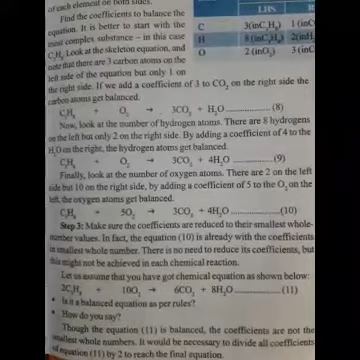 of each element on both sides.
Find the coefficients to balance the
equation. It is better to start with the
most complex substance – in this case
C₃H₈. Look at the skeleton equation, and
note that there are 3 carbon atoms on the
left side of the equation but only 1 on
the right side. If we add a coefficient of 3 to CO₂ on the right side the
carbon atoms get balanced.
LHS
C 3(inC₃H₈) 1 (in
H 8(inC₃H₈) 2(in
O 2 (inO₂) 3 (in
C₃H₈ + O₂ → 3CO₂ + H₂O ..................(8)
Now, look at the number of hydrogen atoms. There are 8 hydrogens
on the left but only 2 on the right side. By adding a coefficient of 4 to the
H₂O on the right, the hydrogen atoms get balanced.
C₃H₈ + O₂ → 3CO₂ + 4H₂O ..................(9)
Finally, look at the number of oxygen atoms. There are 2 on the left
side but 10 on the right side, by adding a coefficient of 5 to the O₂ on the
left, the oxygen atoms get balanced.
C₃H₈ + 5O₂ → 3CO₂ + 4H₂O ..................(10)
Step 3: Make sure the coefficients are reduced to their smallest whole-
number values. In fact, the equation (10) is already with the coefficients
in smallest whole number. There is no need to reduce its coefficients, but
this might not be achieved in each chemical reaction.
Let us assume that you have got chemical equation as shown below:
2C₃H₈ + 10O₂ → 6CO₂ + 8H₂O ..................(11)
• Is it a balanced equation as per rules?
• How do you say?
Though the equation (11) is balanced, the coefficients are not the
smallest whole numbers. It would be necessary to divide all coefficients
of equation (11) by 2 to reach the final equation.